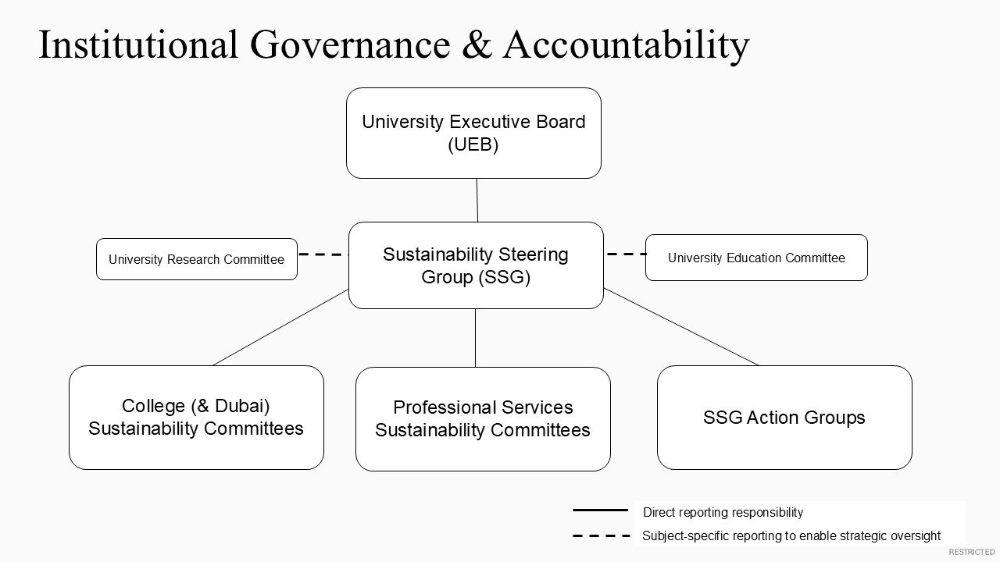 Institutional Governance & Accountability
University Executive Board
(UEB)
University Research Committee
Sustainability Steering
Group (SSG)
University Education Committee
College (& Dubai)
Sustainability Committees
Professional Services
Sustainability Committees
SSG Action Groups
Direct reporting responsibility
Subject-specific reporting to enable strategic oversight
RESTRICTED